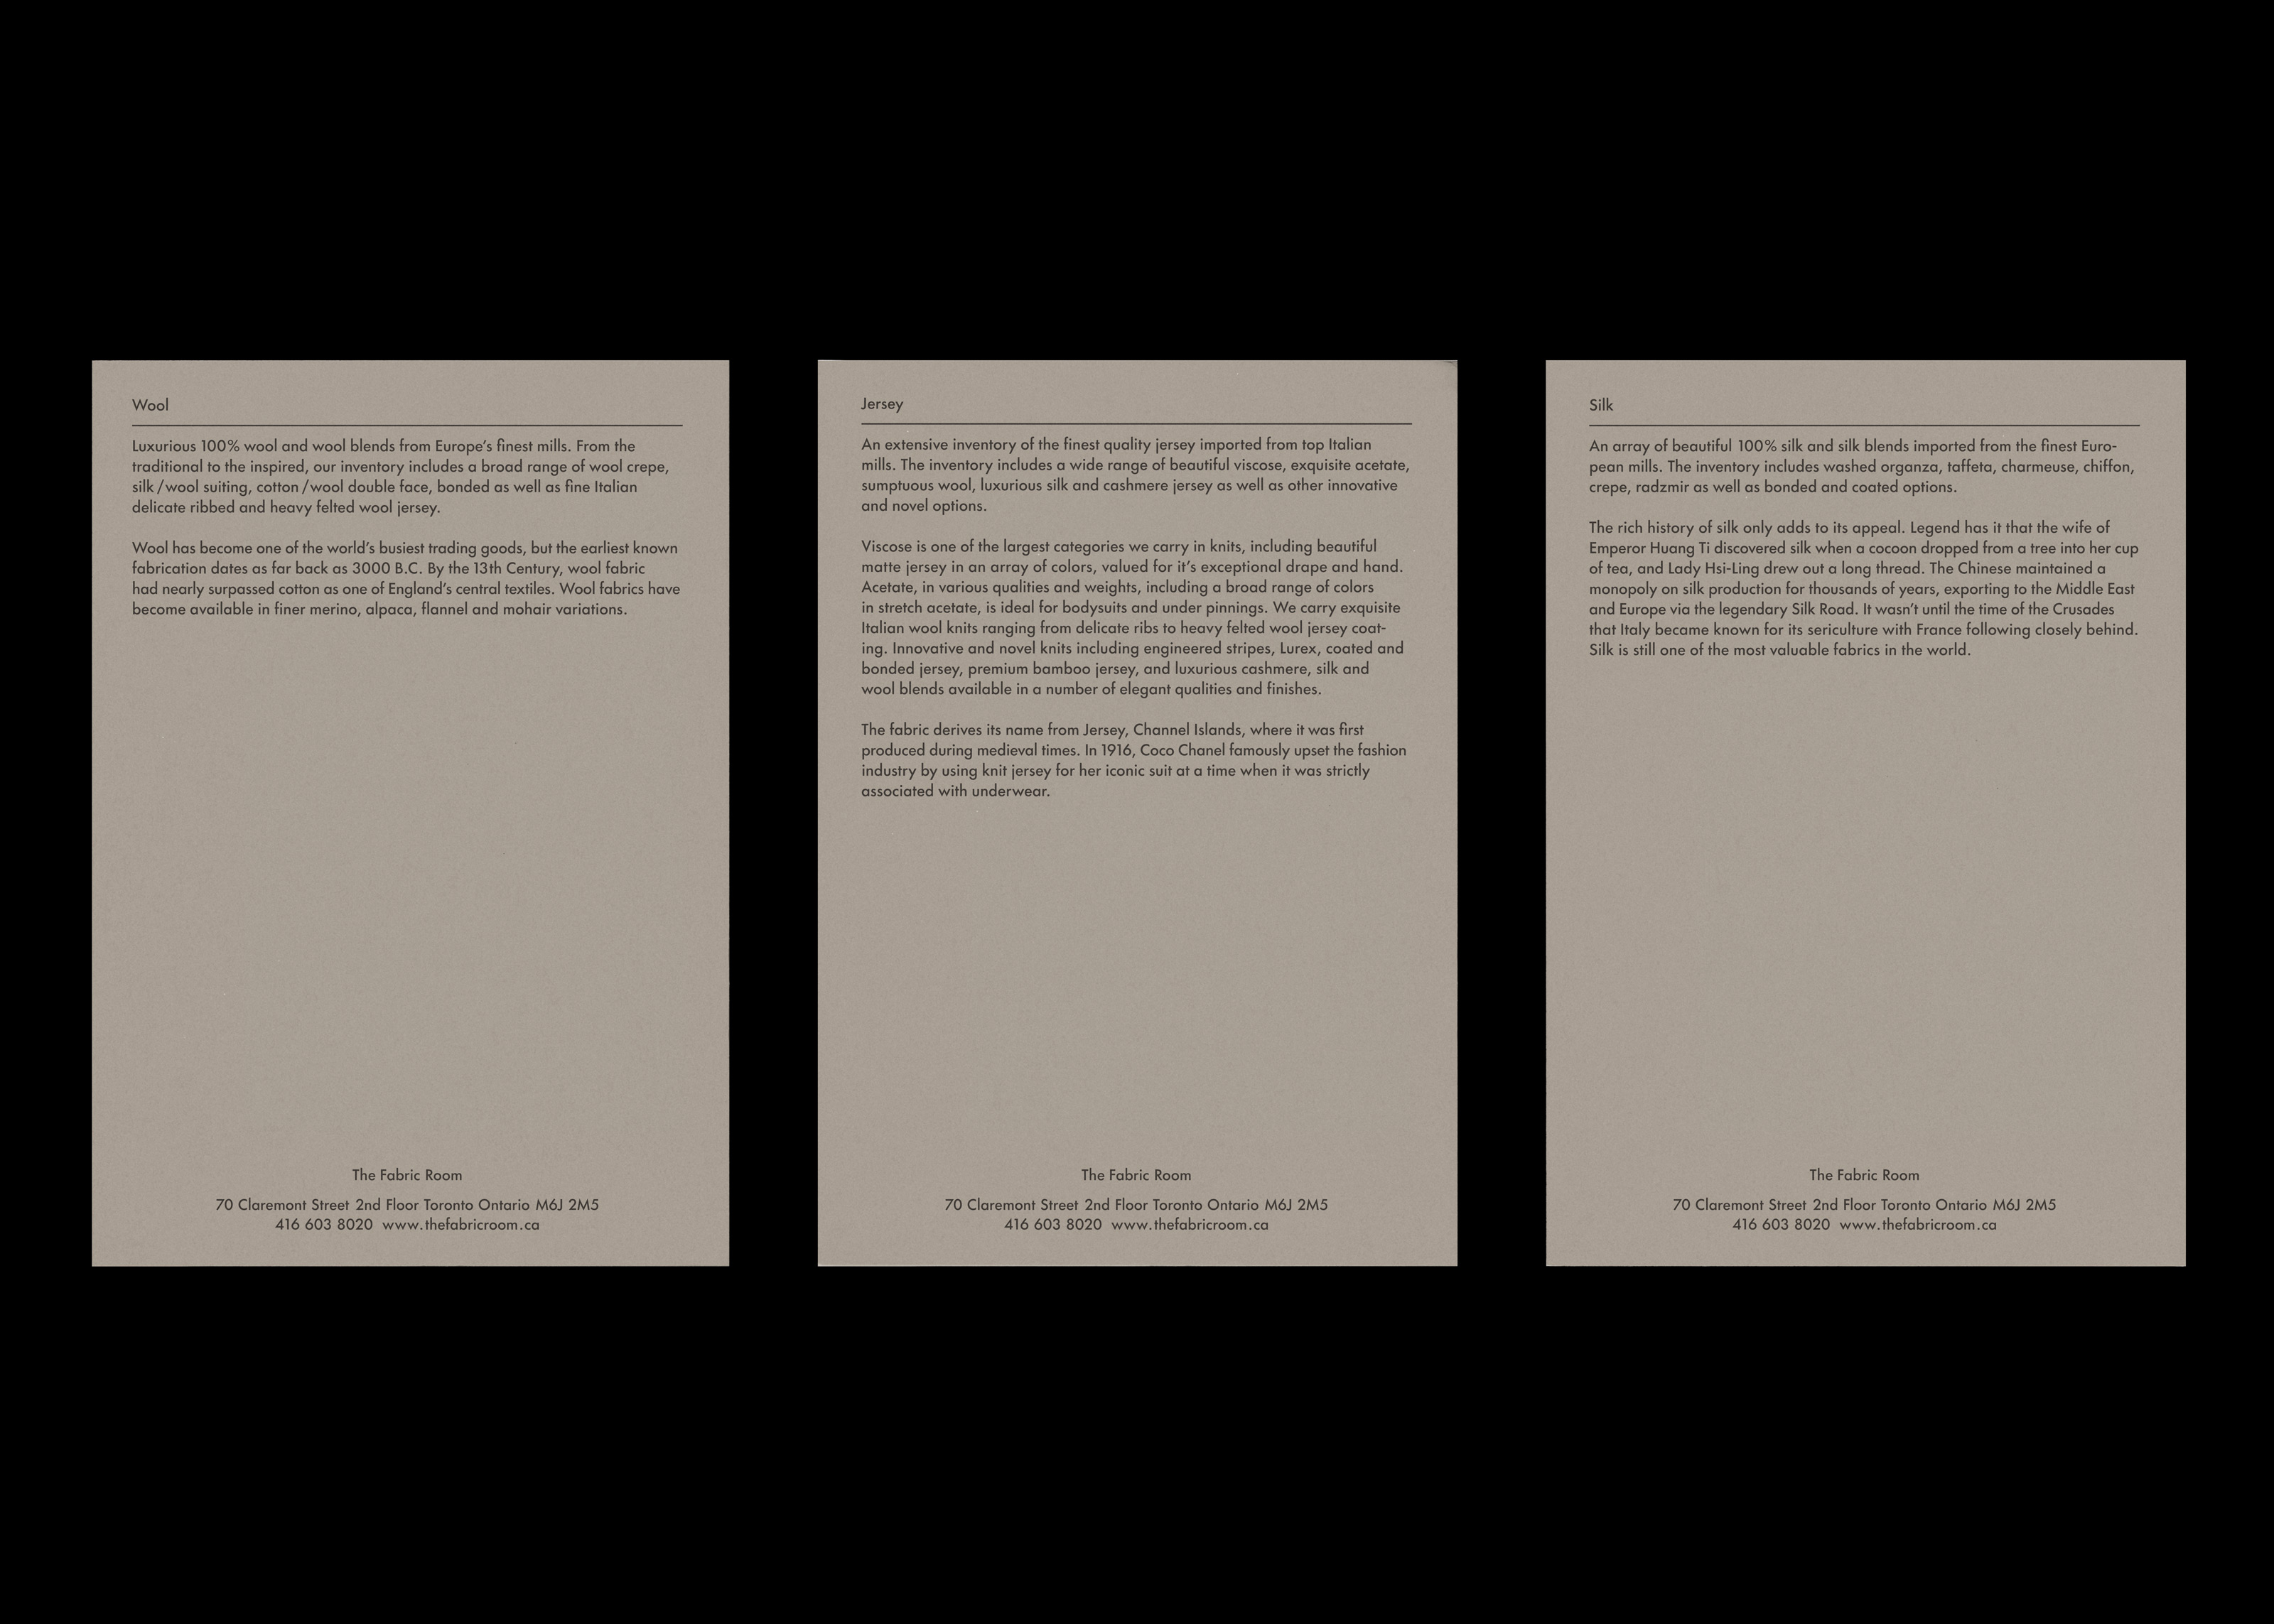 Wool
Luxurious 100% wool and wool blends from Europe’s finest mills. From the
traditional to the inspired, our inventory includes a broad range of wool crepe,
silk/wool suiting, cotton/wool double face, bonded as well as fine Italian
delicate ribbed and heavy felted wool jersey.
Wool has become one of the world’s busiest trading goods, but the earliest known
fabrication dates as far back as 3000 B.C. By the 13th Century, wool fabric
had nearly surpassed cotton as one of England’s central textiles. Wool fabrics have
become available in finer merino, alpaca, flannel and mohair variations.
The Fabric Room
70 Claremont Street 2nd Floor Toronto Ontario M6J 2M5
416 603 8020 www.thefabricroom.ca
Jersey
An extensive inventory of the finest quality jersey imported from top Italian
mills. The inventory includes a wide range of beautiful viscose, exquisite acetate,
sumptuous wool, luxurious silk and cashmere jersey as well as other innovative
and novel options.
Viscose is one of the largest categories we carry in knits, including beautiful
matte jersey in an array of colors, valued for it’s exceptional drape and hand.
Acetate, in various qualities and weights, including a broad range of colors
in stretch acetate, is ideal for bodysuits and under pinnings. We carry exquisite
Italian wool knits ranging from delicate ribs to heavy felted wool jersey coat-
ing. Innovative and novel knits including engineered stripes, Lurex, coated and
bonded jersey, premium bamboo jersey, and luxurious cashmere, silk and
wool blends available in a number of elegant qualities and finishes.
The fabric derives its name from Jersey, Channel Islands, where it was first
produced during medieval times. In 1916, Coco Chanel famously upset the fashion
industry by using knit jersey for her iconic suit at a time when it was strictly
associated with underwear.
The Fabric Room
70 Claremont Street 2nd Floor Toronto Ontario M6J 2M5
416 603 8020 www.thefabricroom.ca
Silk
An array of beautiful 100% silk and silk blends imported from the finest Euro-
pean mills. The inventory includes washed organza, taffeta, charmeuse, chiffon,
crepe, radzmir as well as bonded and coated options.
The rich history of silk only adds to its appeal. Legend has it that the wife of
Emperor Huang Ti discovered silk when a cocoon dropped from a tree into her cup
of tea, and Lady Hsi-Ling drew out a long thread. The Chinese maintained a
monopoly on silk production for thousands of years, exporting to the Middle East
and Europe via the legendary Silk Road. It wasn’t until the time of the Crusades
that Italy became known for its sericulture with France following closely behind.
Silk is still one of the most valuable fabrics in the world.
The Fabric Room
70 Claremont Street 2nd Floor Toronto Ontario M6J 2M5
416 603 8020 www.thefabricroom.ca